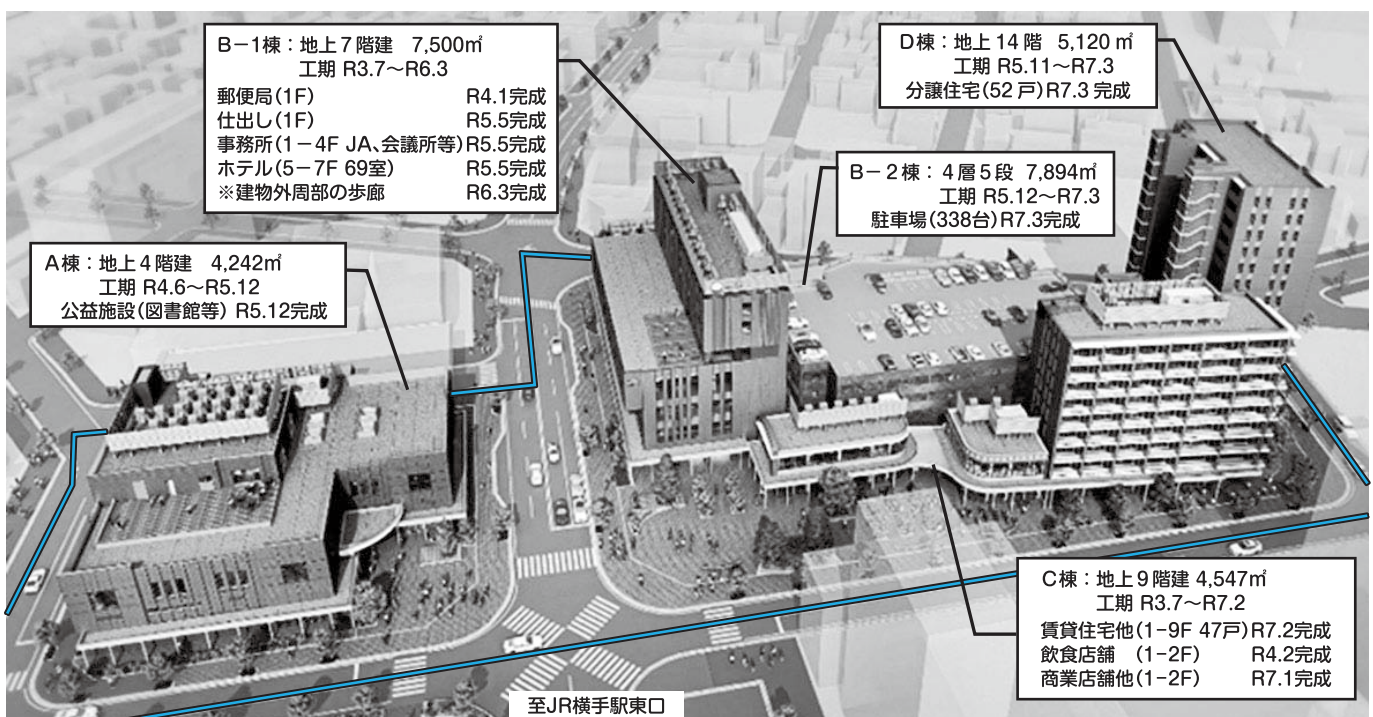 B－1棟：地上7階建　7,500㎡
工期 R3.7～R6.3
郵便局(1F)　R4.1完成
仕出し(1F)　R5.5完成
事務所(1－4F JA、会議所等)R5.5完成
ホテル(5－7F 69室)　R5.5完成
※建物外周部の歩廊　R6.3完成
D棟：地上14階　5,120㎡
工期 R5.11～R7.3
分譲住宅(52戸)R7.3完成
B－2棟：4層5段　7,894㎡
工期 R5.12～R7.3
駐車場(338台)R7.3完成
A棟：地上4階建　4,242㎡
工期 R4.6～R5.12
公益施設(図書館等) R5.12完成
C棟：地上9階建 4,547㎡
工期 R3.7～R7.2
賃貸住宅他(1-9F 47戸)R7.2完成
飲食店舗　(1-2F)　R4.2完成
商業店舗他(1-2F)　R7.1完成
至JR横手駅東口